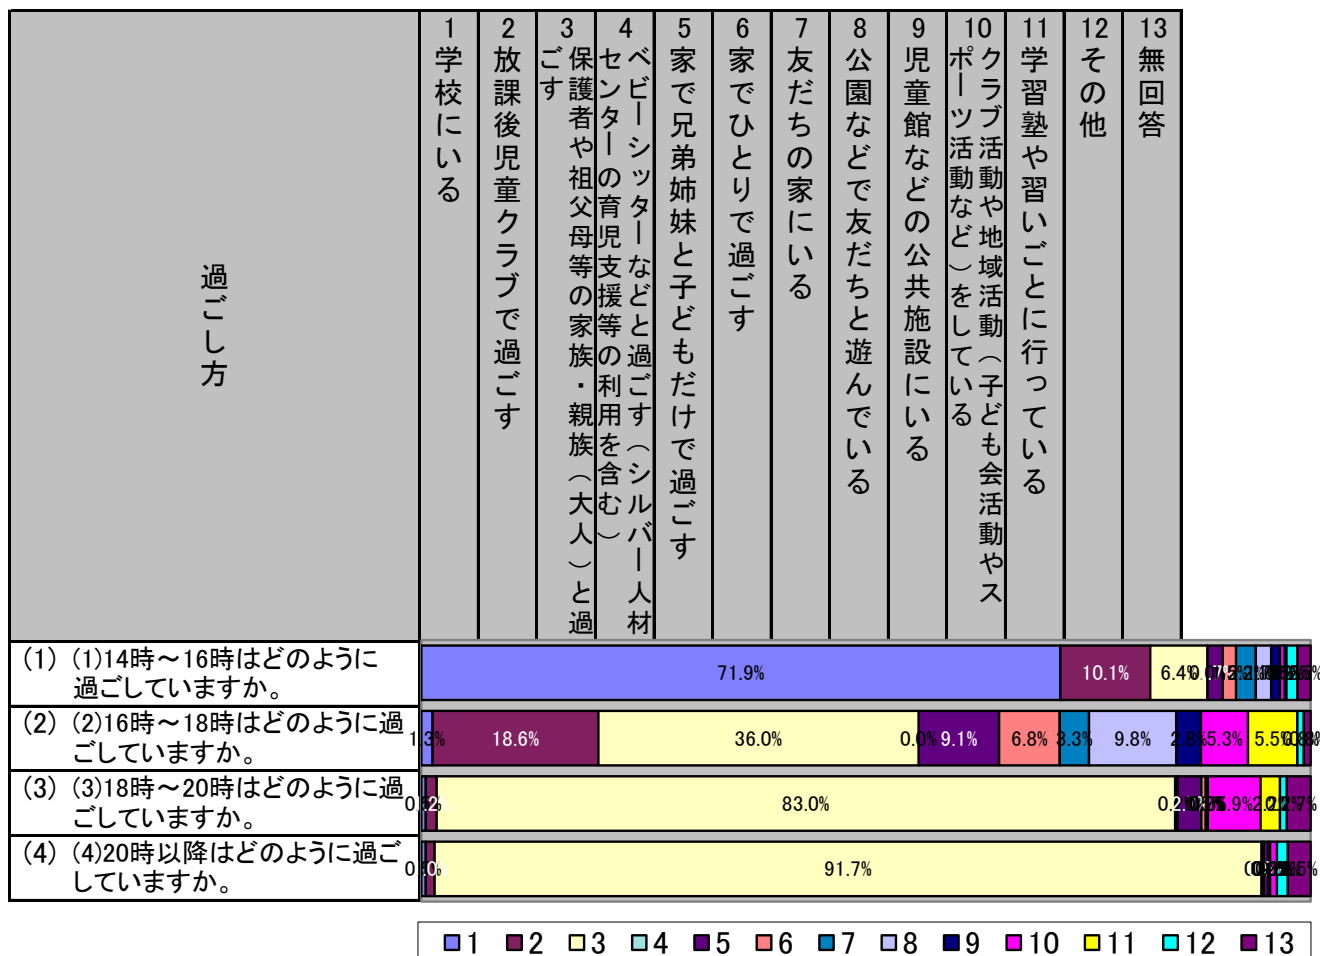 過ごし方
1
学校にいる
2
放課後児童クラブで過ごす
3
保護者や祖父母等の家族・親族（大人）と過
ごす
4
ベビーシッターなどと過ごす（シルバー人材
センターの育児支援等の利用を含む）
5
家で兄弟姉妹と子どもだけで過ごす
6
家でひとりで過ごす
7
友だちの家にいる
8
公園などで友だちと遊んでいる
9
児童館などの公共施設にいる
10
クラブ活動や地域活動（子ども会活動やス
ポーツ活動など）をしている
11
学習塾や習いごとに行っている
12
その他
13
無回答
(1) (1)14時～16時はどのように
過ごしていますか。
71.9% 10.1% 6.4%
(2) (2)16時～18時はどのように過
ごしていますか。
1.3% 18.6% 36.0% 0.0% 9.1% 6.8% 3.3% 9.8% 2.8% 5.3% 5.5%
(3) (3)18時～20時はどのように過
ごしていますか。
83.0%
(4) (4)20時以降はどのように過ご
していますか。
91.7%
1 2 3 4 5 6 7 8 9 10 11 12 13